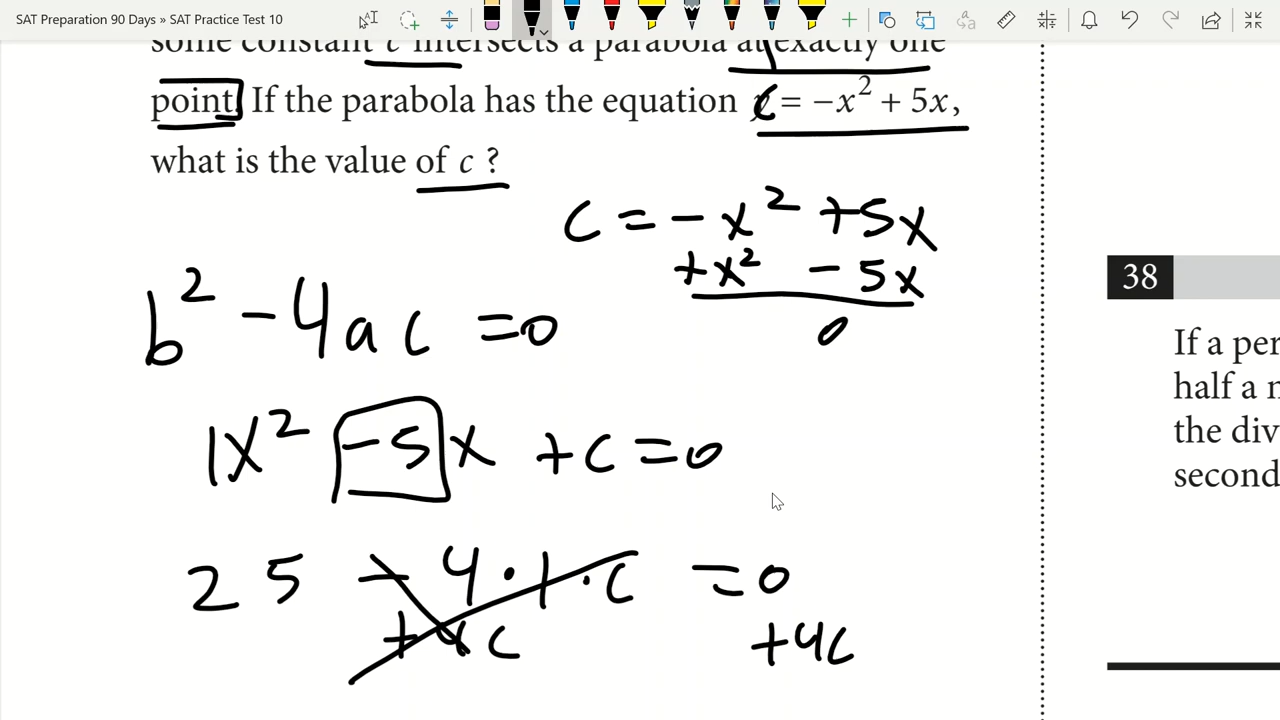 SAT Preparation 90 Days » SAT Practice Test 10
some constant c intersects a parabola at exactly one
point. If the parabola has the equation c = −x² + 5x,
what is the value of c ?
c = −x² + 5x
+x² − 5x
0
b² − 4ac = 0
1x² −5x + c = 0
25 − 4·1·c = 0
+4c +4c
38
If a per
half a m
the div
second